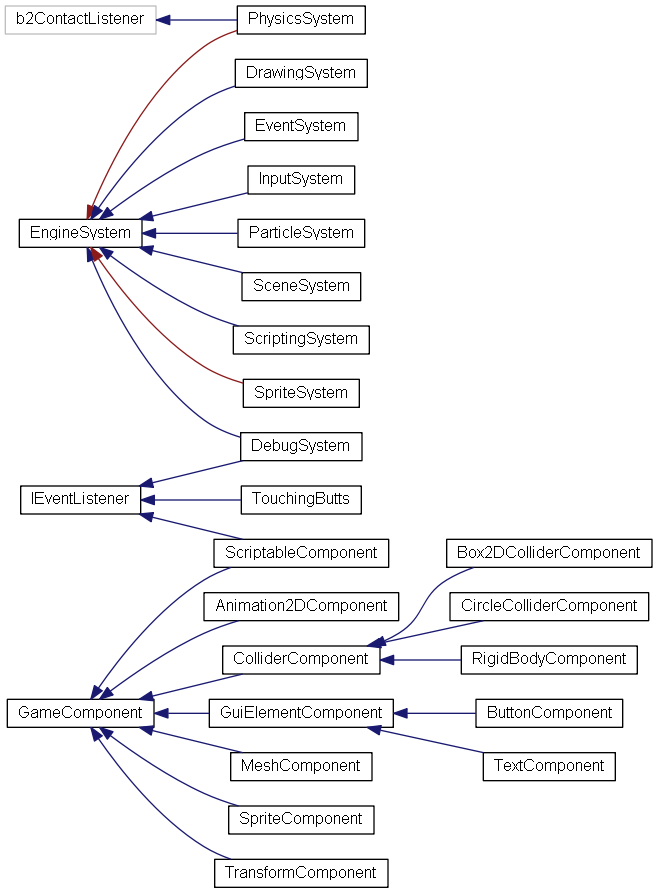 b2ContactListener
PhysicsSystem
DrawingSystem
EventSystem
InputSystem
EngineSystem
ParticleSystem
SceneSystem
ScriptingSystem
SpriteSystem
DebugSystem
IEventListener
TouchingButts
ScriptableComponent
Box2DColliderComponent
Animation2DComponent
CircleColliderComponent
ColliderComponent
RigidBodyComponent
GameComponent
GuiElementComponent
ButtonComponent
MeshComponent
TextComponent
SpriteComponent
TransformComponent